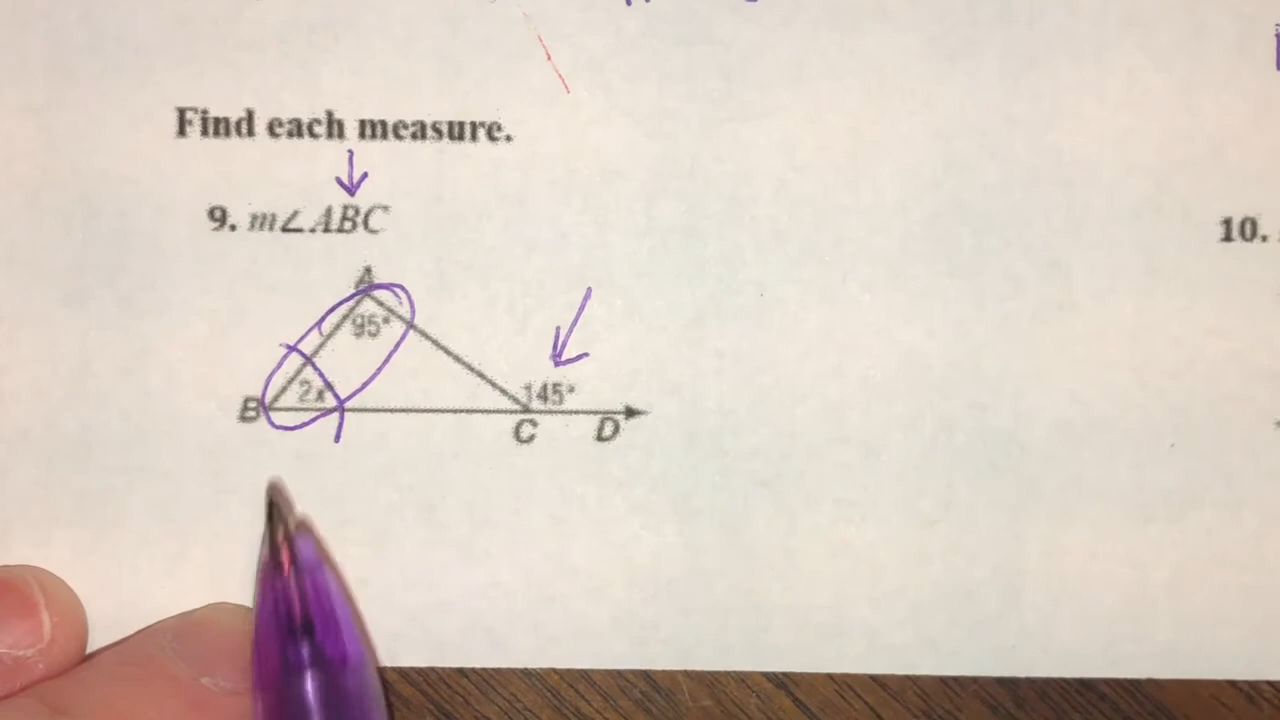 Find each measure.
9. m∠ABC
10.
A
95°
2x
145°
B
C
D